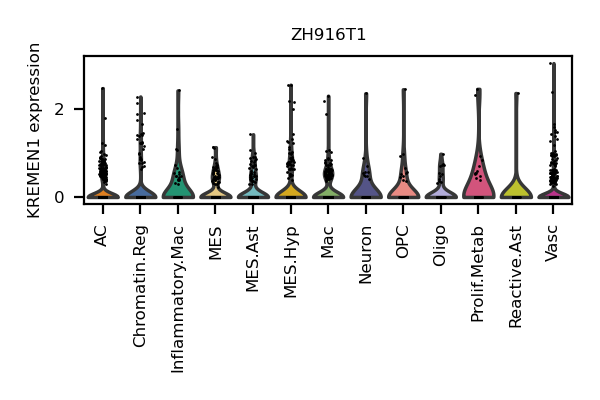 ZH916T1
KREMEN1 expression
2
0
AC
Chromatin.Reg
Inflammatory.Mac
MES
MES.Ast
MES.Hyp
Mac
Neuron
OPC
Oligo
Prolif.Metab
Reactive.Ast
Vasc